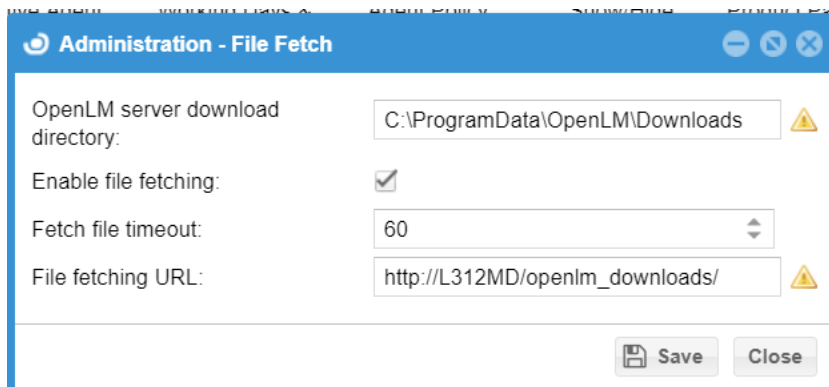 Administration - File Fetch
OpenLM server download
directory:
C:\ProgramData\OpenLM\Downloads
Enable file fetching:
Fetch file timeout:
60
File fetching URL:
http://L312MD/openlm_downloads/
Save
Close